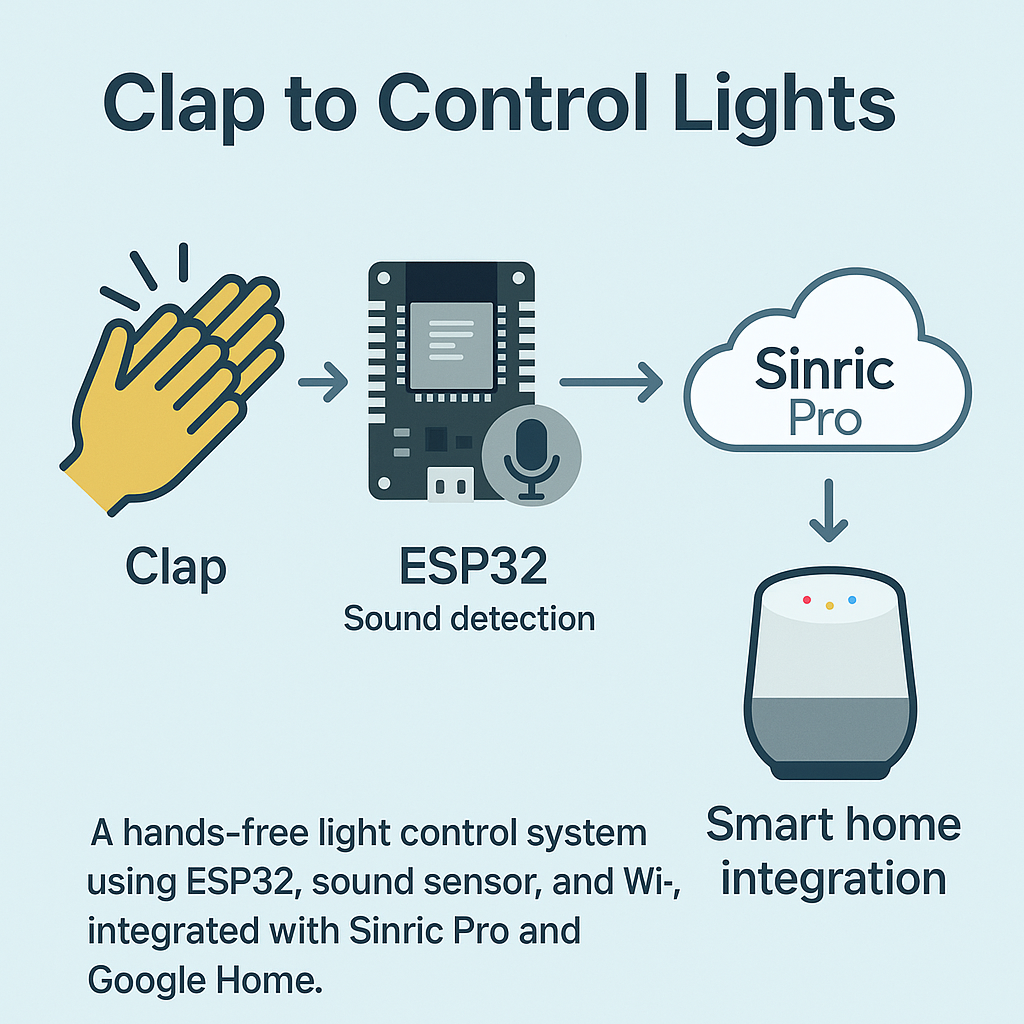 Clap to Control Lights
Sinric
Pro
Clap
ESP32
Sound detection
Smart home
integration
A hands-free light control system
using ESP32, sound sensor, and Wi-,
integrated with Sinric Pro and
Google Home.